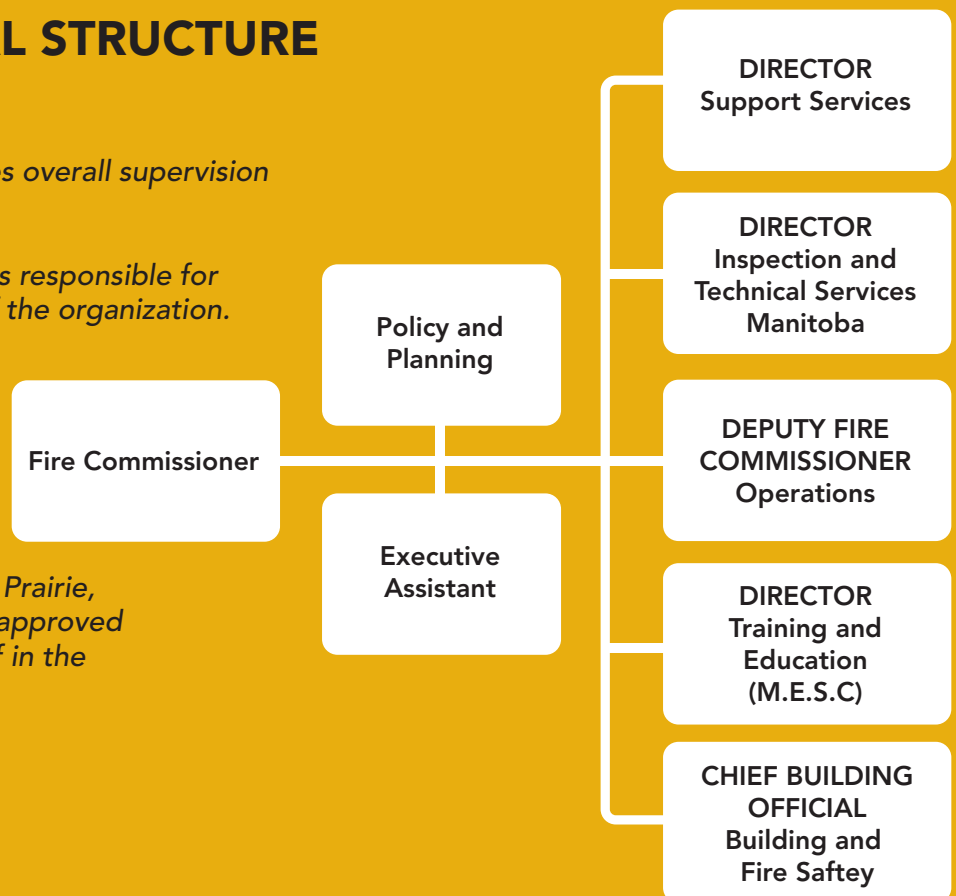 L STRUCTURE
s overall supervision
s responsible for
the organization.
Prairie,
approved
in the
Fire Commissioner
Policy and
Planning
Executive
Assistant
DIRECTOR
Support Services
DIRECTOR
Inspection and
Technical Services
Manitoba
DEPUTY FIRE
COMMISSIONER
Operations
DIRECTOR
Training and
Education
(M.E.S.C)
CHIEF BUILDING
OFFICIAL
Building and
Fire Saftey